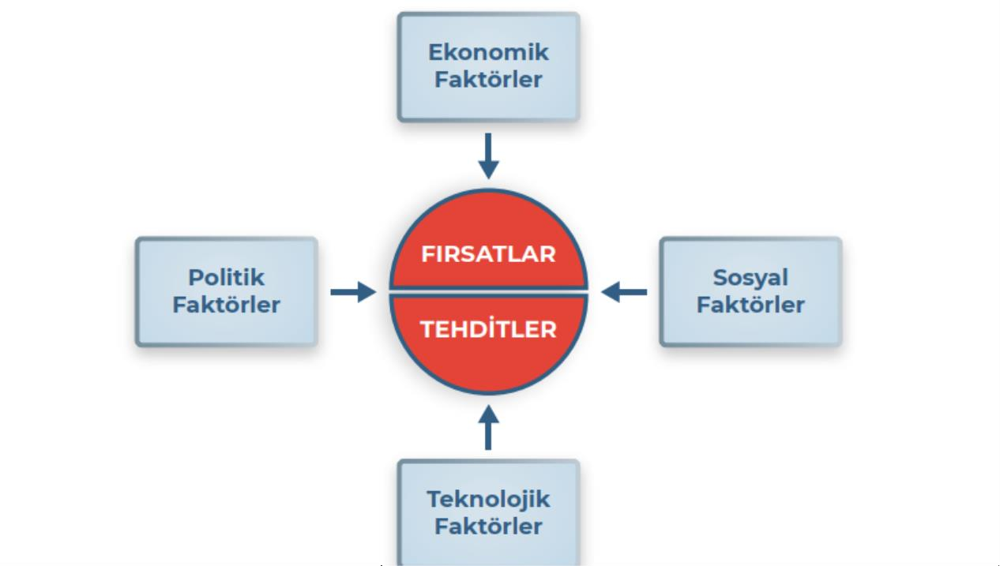 Ekonomik
Faktörler
FIRSATLAR
Politik
Faktörler
Sosyal
Faktörler
TEHDİTLER
Teknolojik
Faktörler